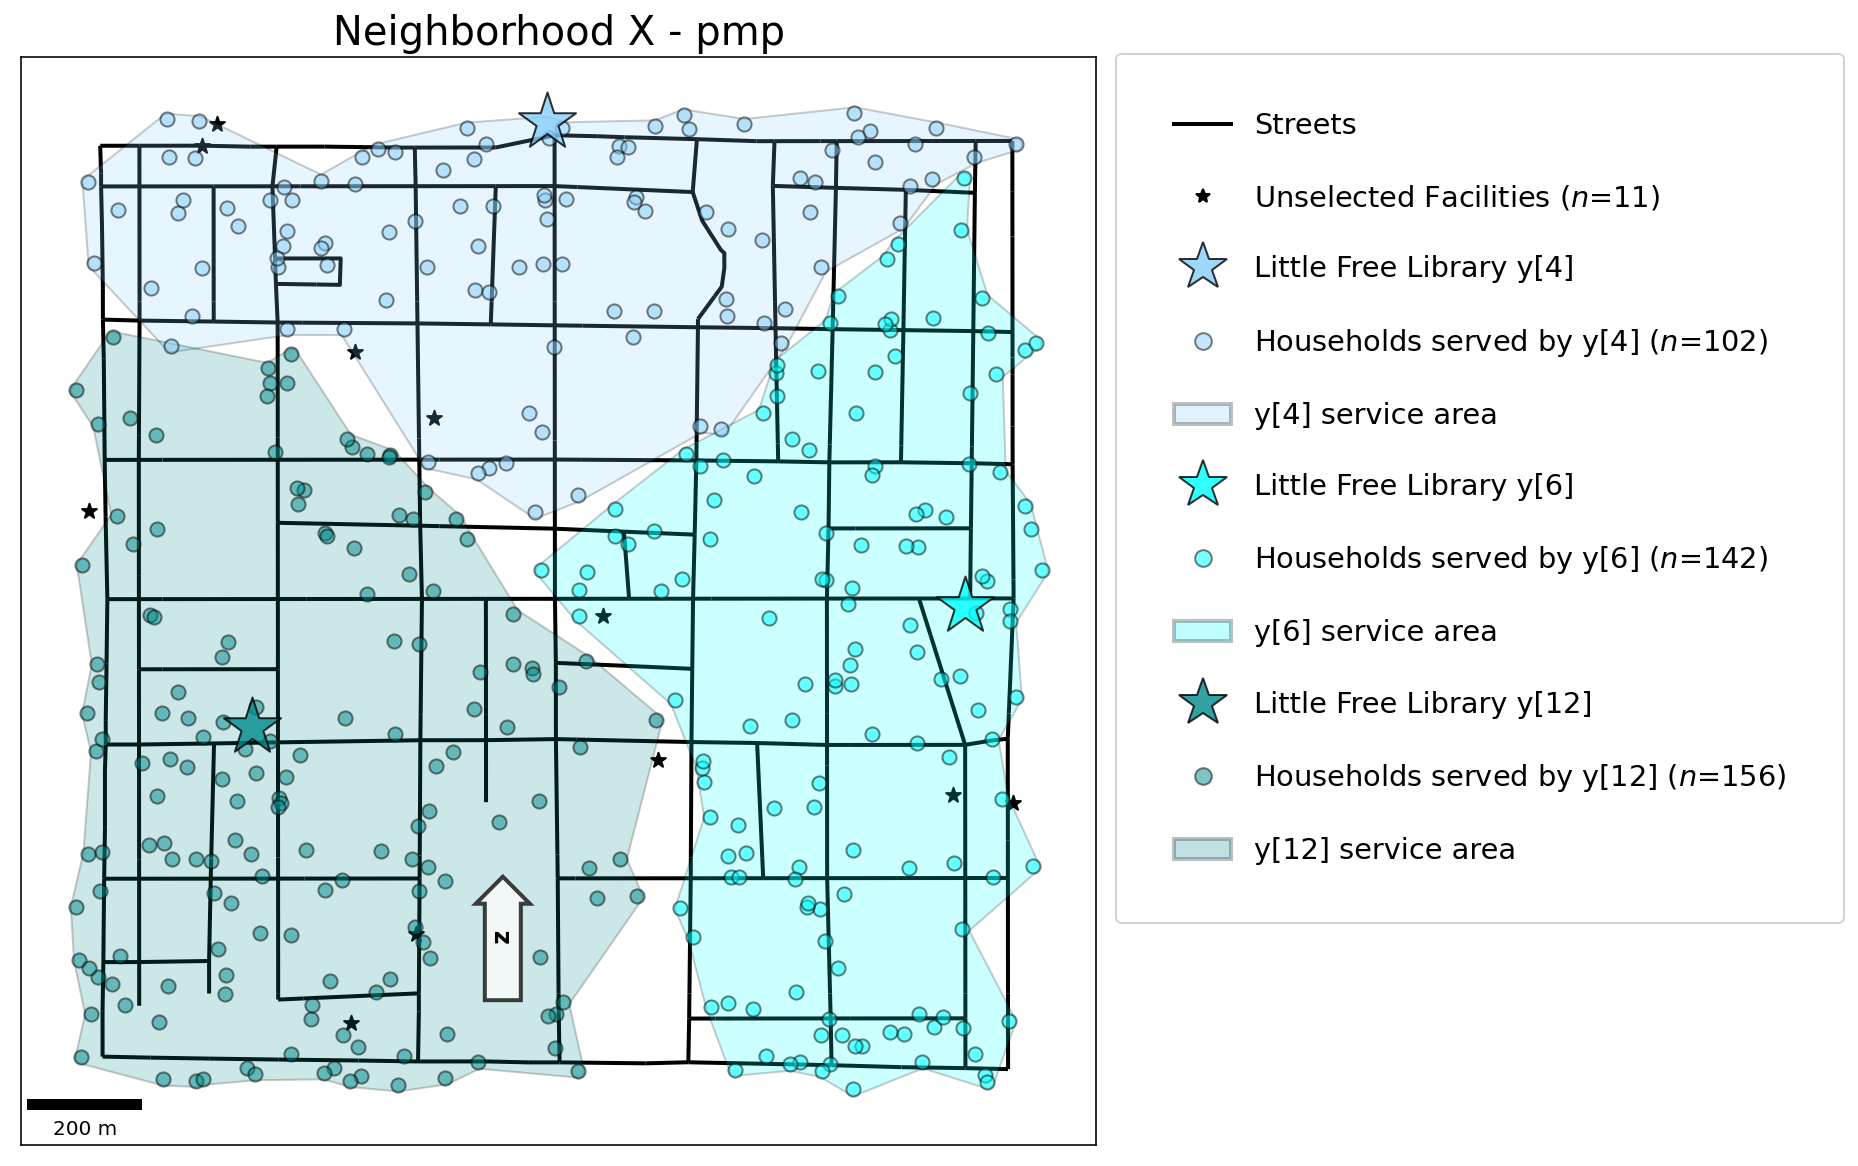 Neighborhood X - pmp
Streets
Unselected Facilities (n=11)
Little Free Library y[4]
Households served by y[4] (n=102)
y[4] service area
Little Free Library y[6]
Households served by y[6] (n=142)
y[6] service area
Little Free Library y[12]
Households served by y[12] (n=156)
y[12] service area
z
200 m